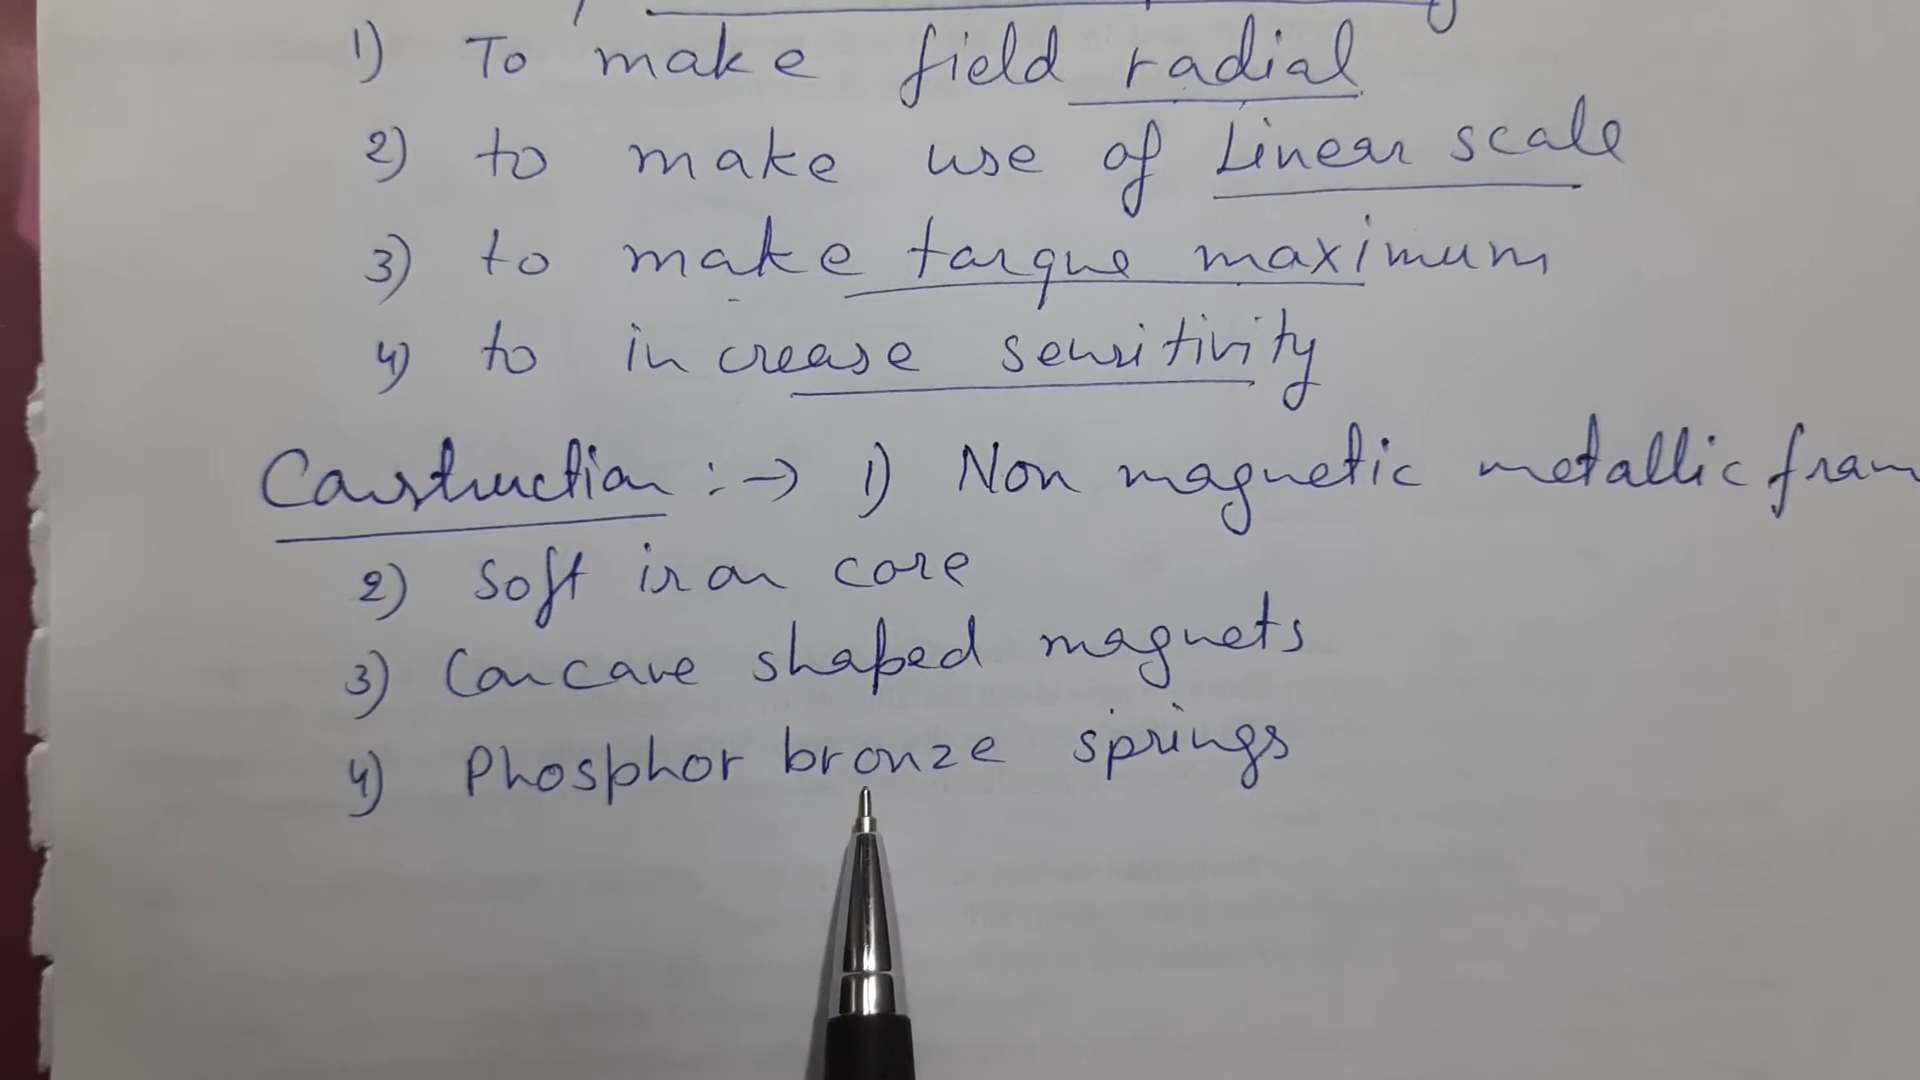 1) To make field radial
2) to make use of Linear scale
3) to make torque maximum
4) to increase sensitivity
Construction :→ 1) Non magnetic metallic fram
2) Soft iron core
3) Concave shaped magnets
4) Phosphor bronze springs